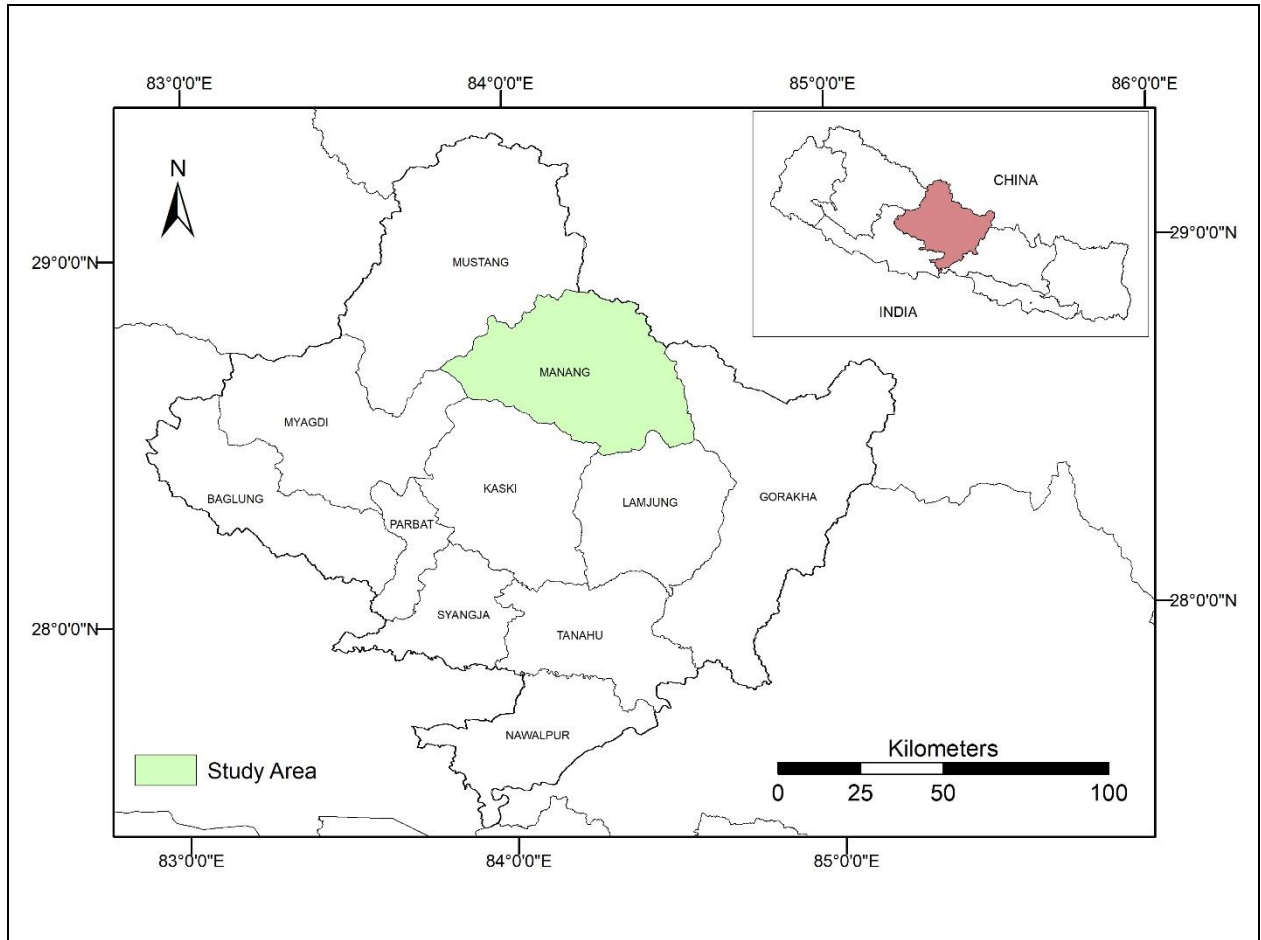 83°0'0"E 84°0'0"E 85°0'0"E 86°0'0"E
N
CHINA
INDIA
29°0'0"N
29°0'0"N
MUSTANG
MANANG
MYAGDI
BAGLUNG
PARBAT
KASKI
LAMJUNG
GORAKHA
SYANGJA
TANAHU
28°0'0"N
28°0'0"N
NAWALPUR
Study Area
Kilometers
0 25 50 100
83°0'0"E 84°0'0"E 85°0'0"E